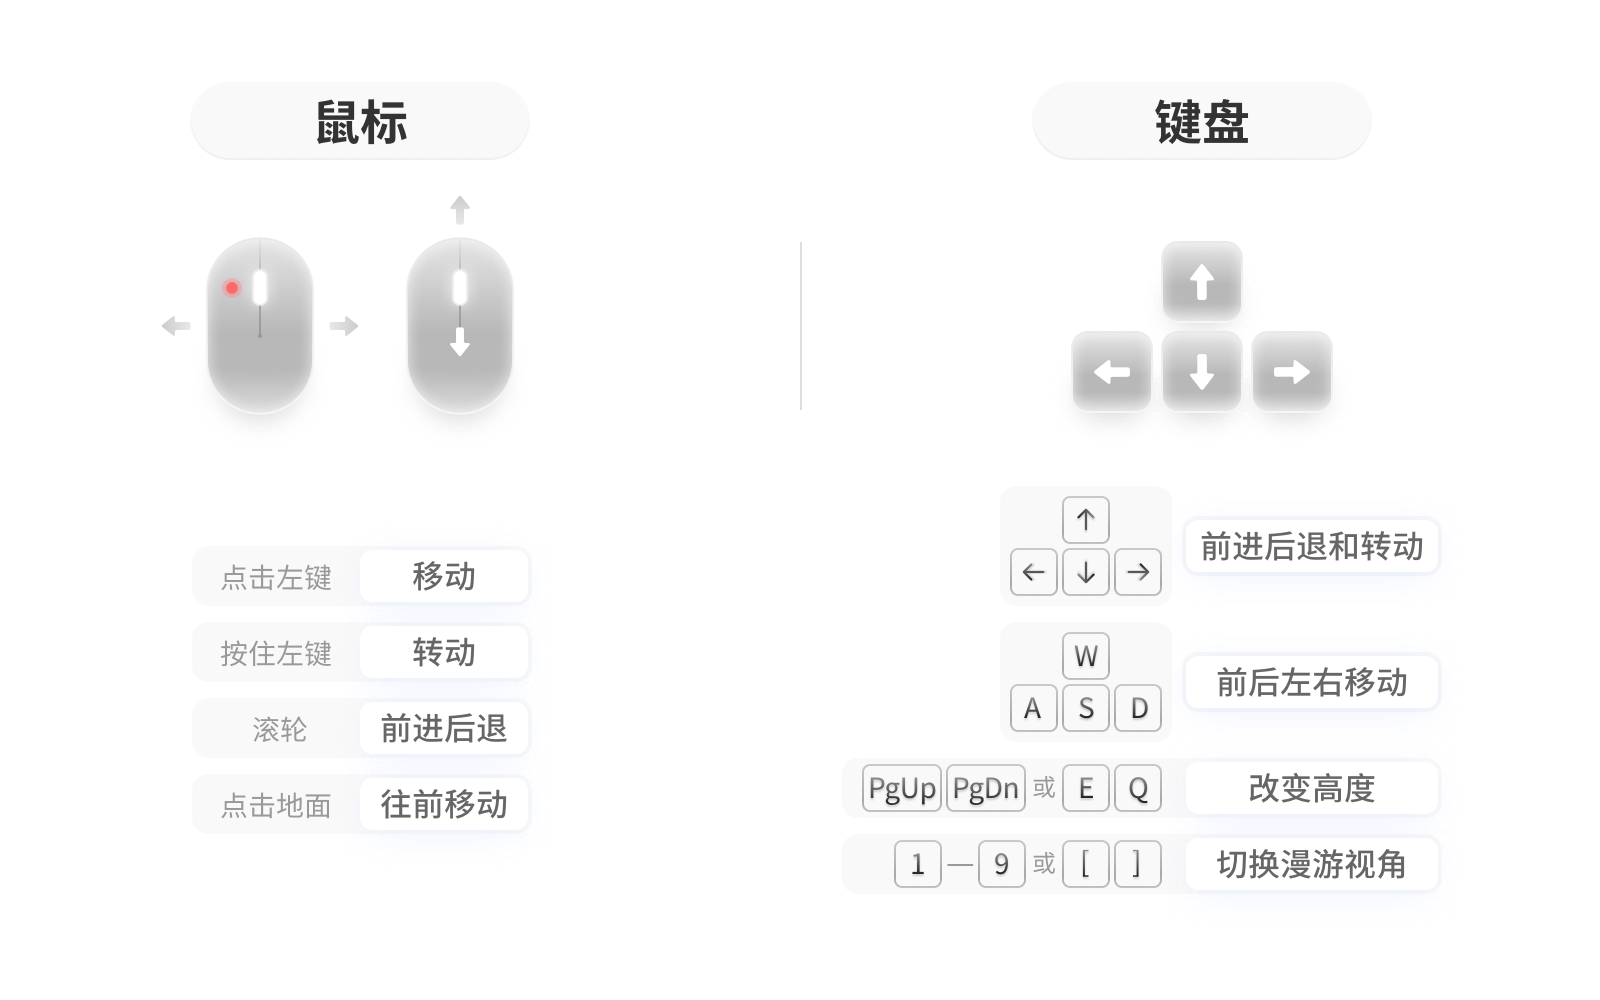 鼠标
点击左键 移动
按住左键 转动
滚轮 前进后退
点击地面 往前移动
键盘
↑
← ↓ → 前进后退和转动
W
A S D 前后左右移动
PgUp PgDn 或 E Q 改变高度
1 — 9 或 [ ] 切换漫游视角